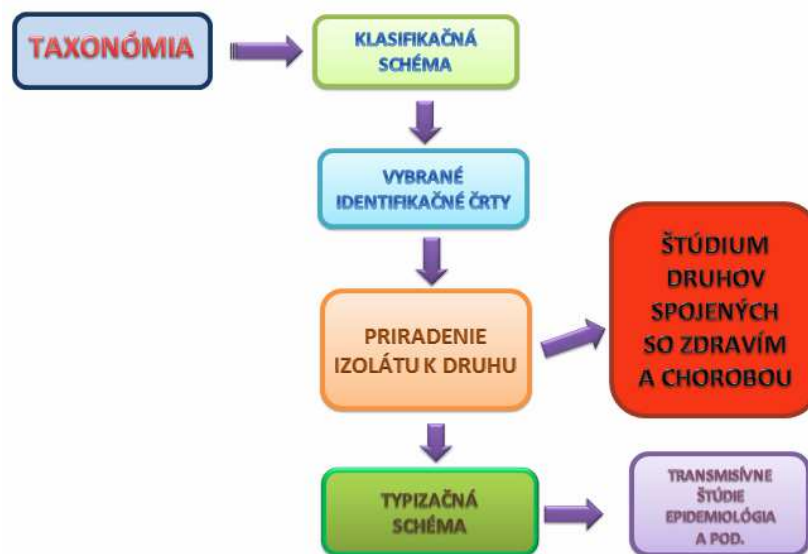 TAXONÓMIA
KLASIFIKAČNÁ
SCHÉMA
VYBRANÉ
IDENTIFIKAČNÉ ČRTY
PRIRADENIE
IZOLÁTU K DRUHU
ŠTÚDIUM
DRUHOV
SPOJENÝCH
SO ZDRAVÍM
A CHOROBOU
TYPIZAČNÁ
SCHÉMA
TRANSMISÍVNE
ŠTÚDIE
EPIDEMIOLÓGIA
A POD.